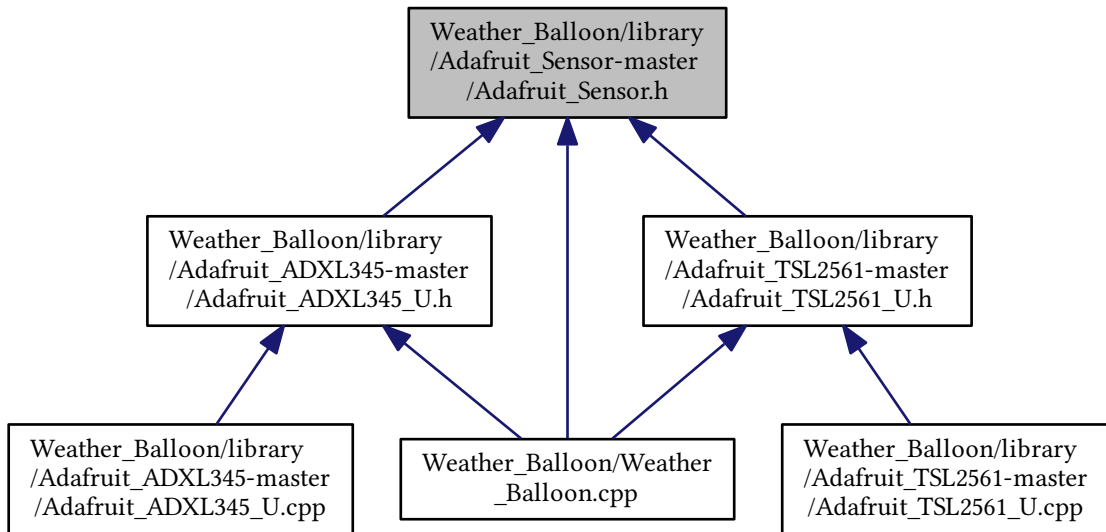 Weather_Balloon/library
/Adafruit_Sensor-master
/Adafruit_Sensor.h
Weather_Balloon/library
/Adafruit_ADXL345-master
/Adafruit_ADXL345_U.h
Weather_Balloon/library
/Adafruit_TSL2561-master
/Adafruit_TSL2561_U.h
Weather_Balloon/library
/Adafruit_ADXL345-master
/Adafruit_ADXL345_U.cpp
Weather_Balloon/Weather
_Balloon.cpp
Weather_Balloon/library
/Adafruit_TSL2561-master
/Adafruit_TSL2561_U.cpp